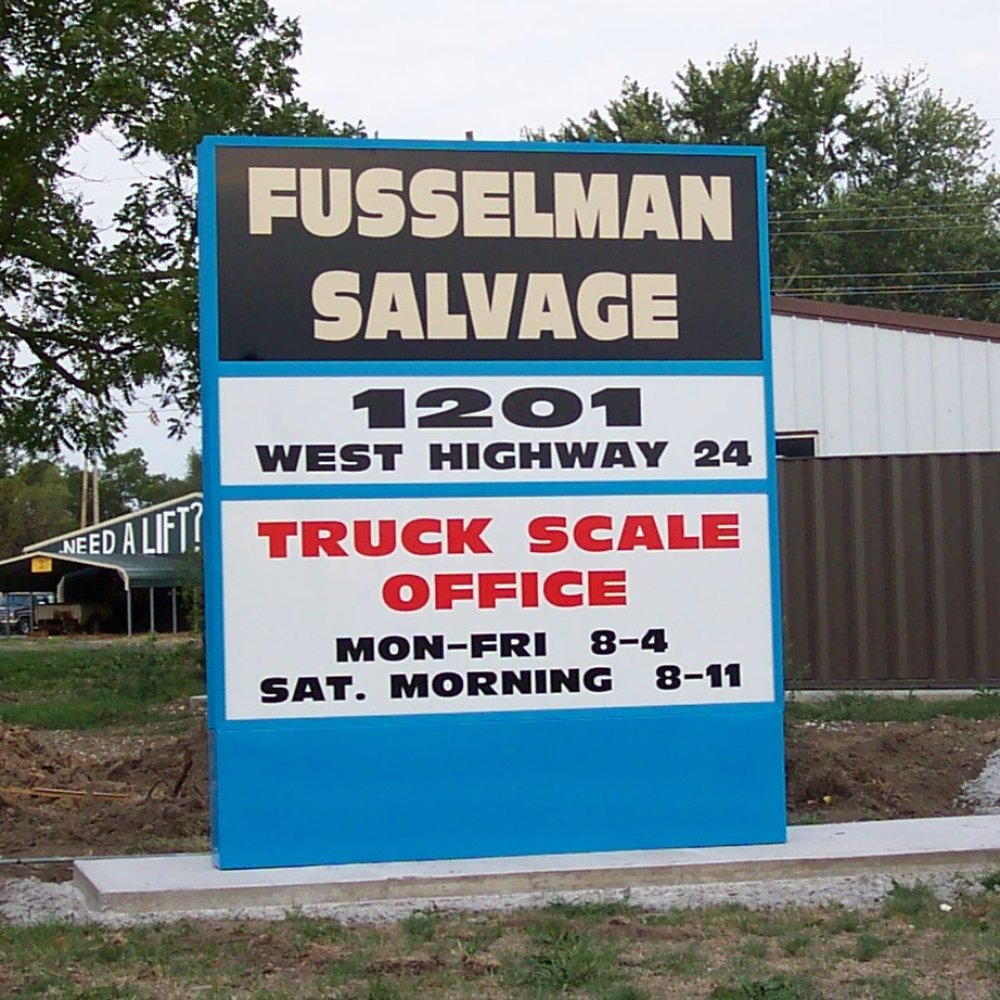 FUSSELMAN
SALVAGE
1201
WEST HIGHWAY 24
TRUCK SCALE
OFFICE
MON-FRI 8-4
SAT. MORNING 8-11
NEED A LIFT?